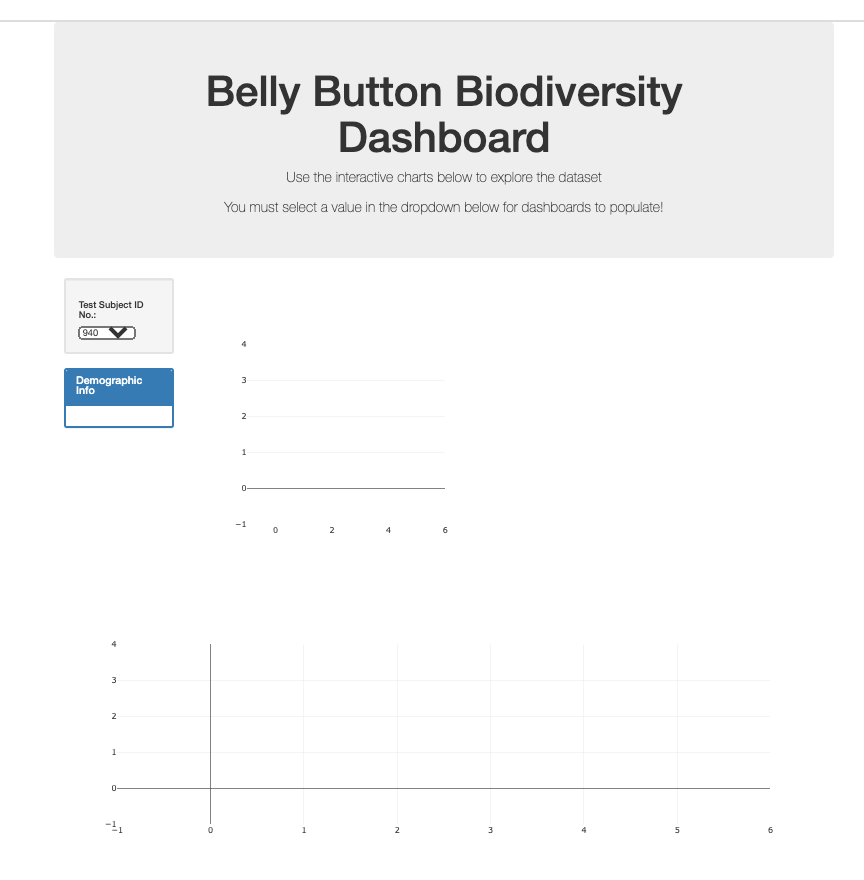 Belly Button Biodiversity
Dashboard
Use the interactive charts below to explore the dataset
You must select a value in the dropdown below for dashboards to populate!
Test Subject ID
No.:
940
Demographic
Info
4
3
2
1
0
−1
0 2 4 6
4
3
2
1
0
−1
−1 0 1 2 3 4 5 6